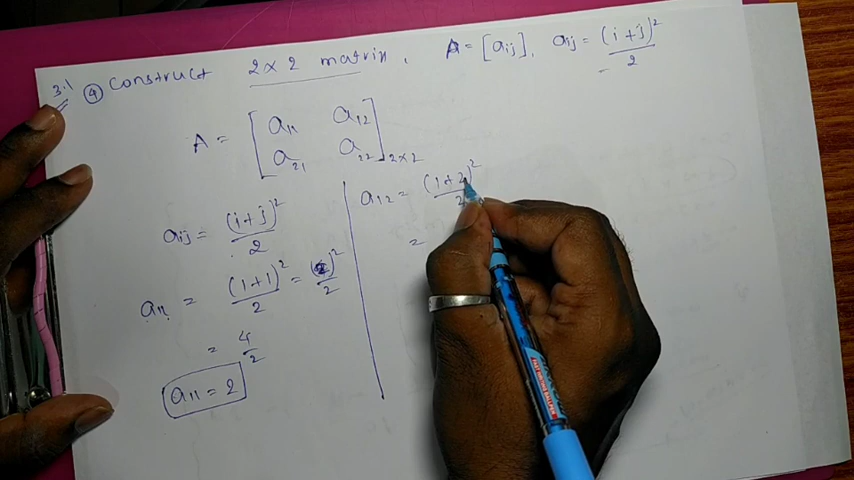 3.1 ④ Construct 2×2 matrix. A = [aij], aij = (i+j)²/2
A = [a11 a12
a21 a22]2×2
aij = (i+j)²/2
a11 = (1+1)²/2 = (2)²/2
= 4/2
a11 = 2
a12 = (1+2)²/2
=